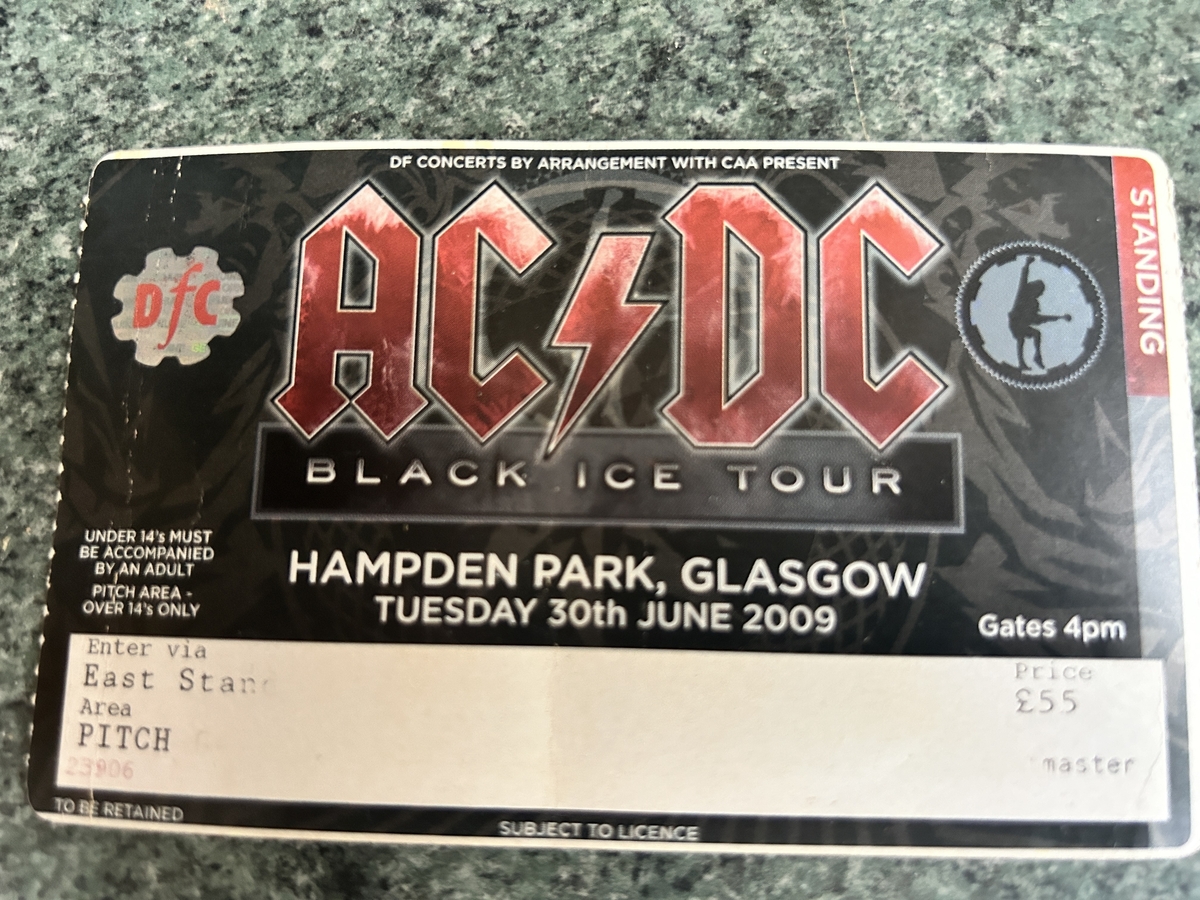 DF CONCERTS BY ARRANGEMENT WITH CAA PRESENT
AC DC
STANDING
DfC
BLACK ICE TOUR
UNDER 14's MUST
BE ACCOMPANIED
BY AN ADULT
PITCH AREA -
OVER 14's ONLY
HAMPDEN PARK, GLASGOW
TUESDAY 30th JUNE 2009
Gates 4pm
Enter via
East Stan
Area
PITCH
23906
Price
£55
master
TO BE RETAINED
SUBJECT TO LICENCE